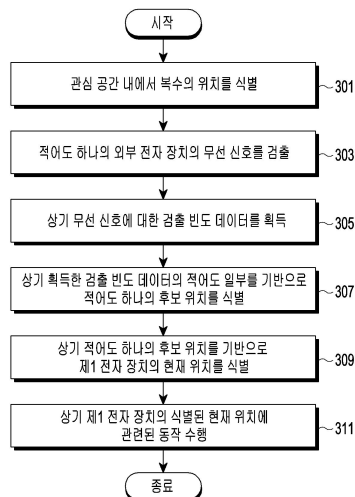 시작
관심 공간 내에서 복수의 위치를 식별
301
적어도 하나의 외부 전자 장치의 무선 신호를 검출
303
상기 무선 신호에 대한 검출 빈도 데이터를 획득
305
상기 획득한 검출 빈도 데이터의 적어도 일부를 기반으로
적어도 하나의 후보 위치를 식별
307
상기 적어도 하나의 후보 위치를 기반으로
제1 전자 장치의 현재 위치를 식별
309
상기 제1 전자 장치의 식별된 현재 위치에
관련된 동작 수행
311
종료